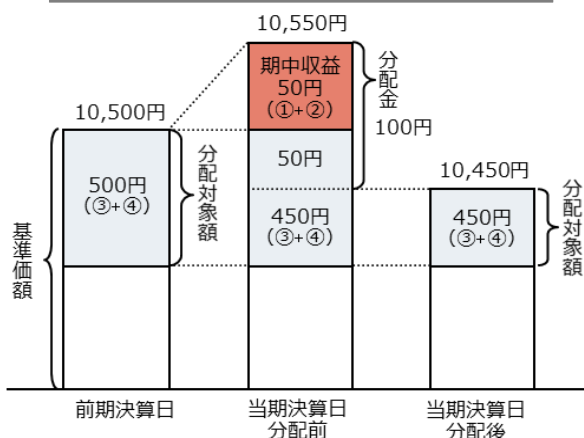 10,550円
期中収益
50円
(①+②)
分配金
100円
10,500円
500円
(③+④)
分配対象額
50円
450円
(③+④)
10,450円
450円
(③+④)
分配対象額
基準価額
前期決算日
当期決算日
分配前
当期決算日
分配後